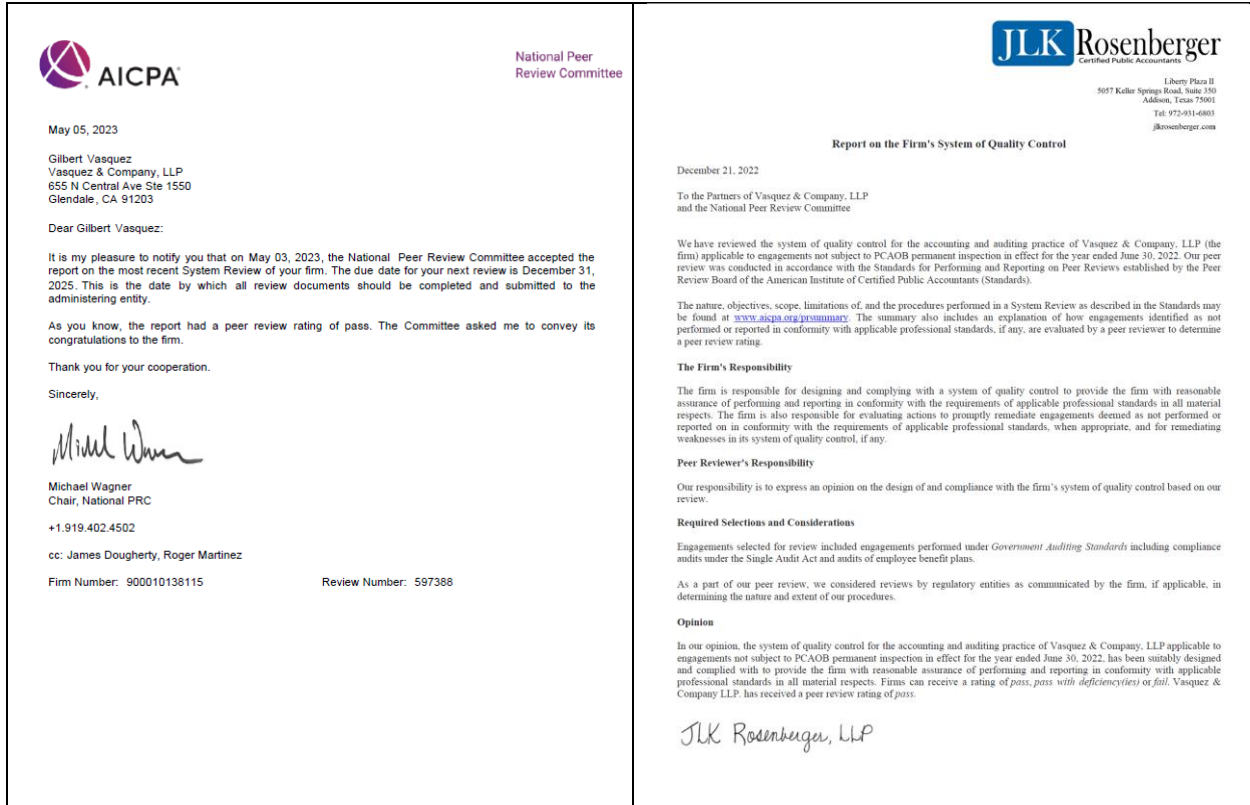 AICPA
National Peer
Review Committee
May 05, 2023
Gilbert Vasquez
Vasquez & Company, LLP
655 N Central Ave Ste 1550
Glendale, CA 91203
Dear Gilbert Vasquez:
It is my pleasure to notify you that on May 03, 2023, the National Peer Review Committee accepted the
report on the most recent System Review of your firm. The due date for your next review is December 31,
2025. This is the date by which all review documents should be completed and submitted to the
administering entity.
As you know, the report had a peer review rating of pass. The Committee asked me to convey its
congratulations to the firm.
Thank you for your cooperation.
Sincerely,
Michael Wagner
Chair, National PRC
+1.919.402.4502
cc: James Dougherty, Roger Martinez
Firm Number: 900010138115 Review Number: 597388
JLK Rosenberger
Certified Public Accountants
Liberty Plaza II
5057 Keller Springs Road, Suite 350
Addison, Texas 75001
Tel: 972-931-6803
jlkrosenberger.com
Report on the Firm's System of Quality Control
December 21, 2022
To the Partners of Vasquez & Company, LLP
and the National Peer Review Committee
We have reviewed the system of quality control for the accounting and auditing practice of Vasquez & Company, LLP (the
firm) applicable to engagements not subject to PCAOB permanent inspection in effect for the year ended June 30, 2022. Our peer
review was conducted in accordance with the Standards for Performing and Reporting on Peer Reviews established by the Peer
Review Board of the American Institute of Certified Public Accountants (Standards).
The nature, objectives, scope, limitations of, and the procedures performed in a System Review as described in the Standards may
be found at www.aicpa.org/prsummary. The summary also includes an explanation of how engagements identified as not
performed or reported in conformity with applicable professional standards, if any, are evaluated by a peer reviewer to determine
a peer review rating.
The Firm's Responsibility
The firm is responsible for designing and complying with a system of quality control to provide the firm with reasonable
assurance of performing and reporting in conformity with the requirements of applicable professional standards in all material
respects. The firm is also responsible for evaluating actions to promptly remediate engagements deemed as not performed or
reported on in conformity with the requirements of applicable professional standards, when appropriate, and for remediating
weaknesses in its system of quality control, if any.
Peer Reviewer's Responsibility
Our responsibility is to express an opinion on the design of and compliance with the firm's system of quality control based on our
review.
Required Selections and Considerations
Engagements selected for review included engagements performed under Government Auditing Standards including compliance
audits under the Single Audit Act and audits of employee benefit plans.
As a part of our peer review, we considered reviews by regulatory entities as communicated by the firm, if applicable, in
determining the nature and extent of our procedures.
Opinion
In our opinion, the system of quality control for the accounting and auditing practice of Vasquez & Company, LLP applicable to
engagements not subject to PCAOB permanent inspection in effect for the year ended June 30, 2022, has been suitably designed
and complied with to provide the firm with reasonable assurance of performing and reporting in conformity with applicable
professional standards in all material respects. Firms can receive a rating of pass, pass with deficiency(ies) or fail. Vasquez &
Company LLP. has received a peer review rating of pass.
JLK Rosenberger, LLP